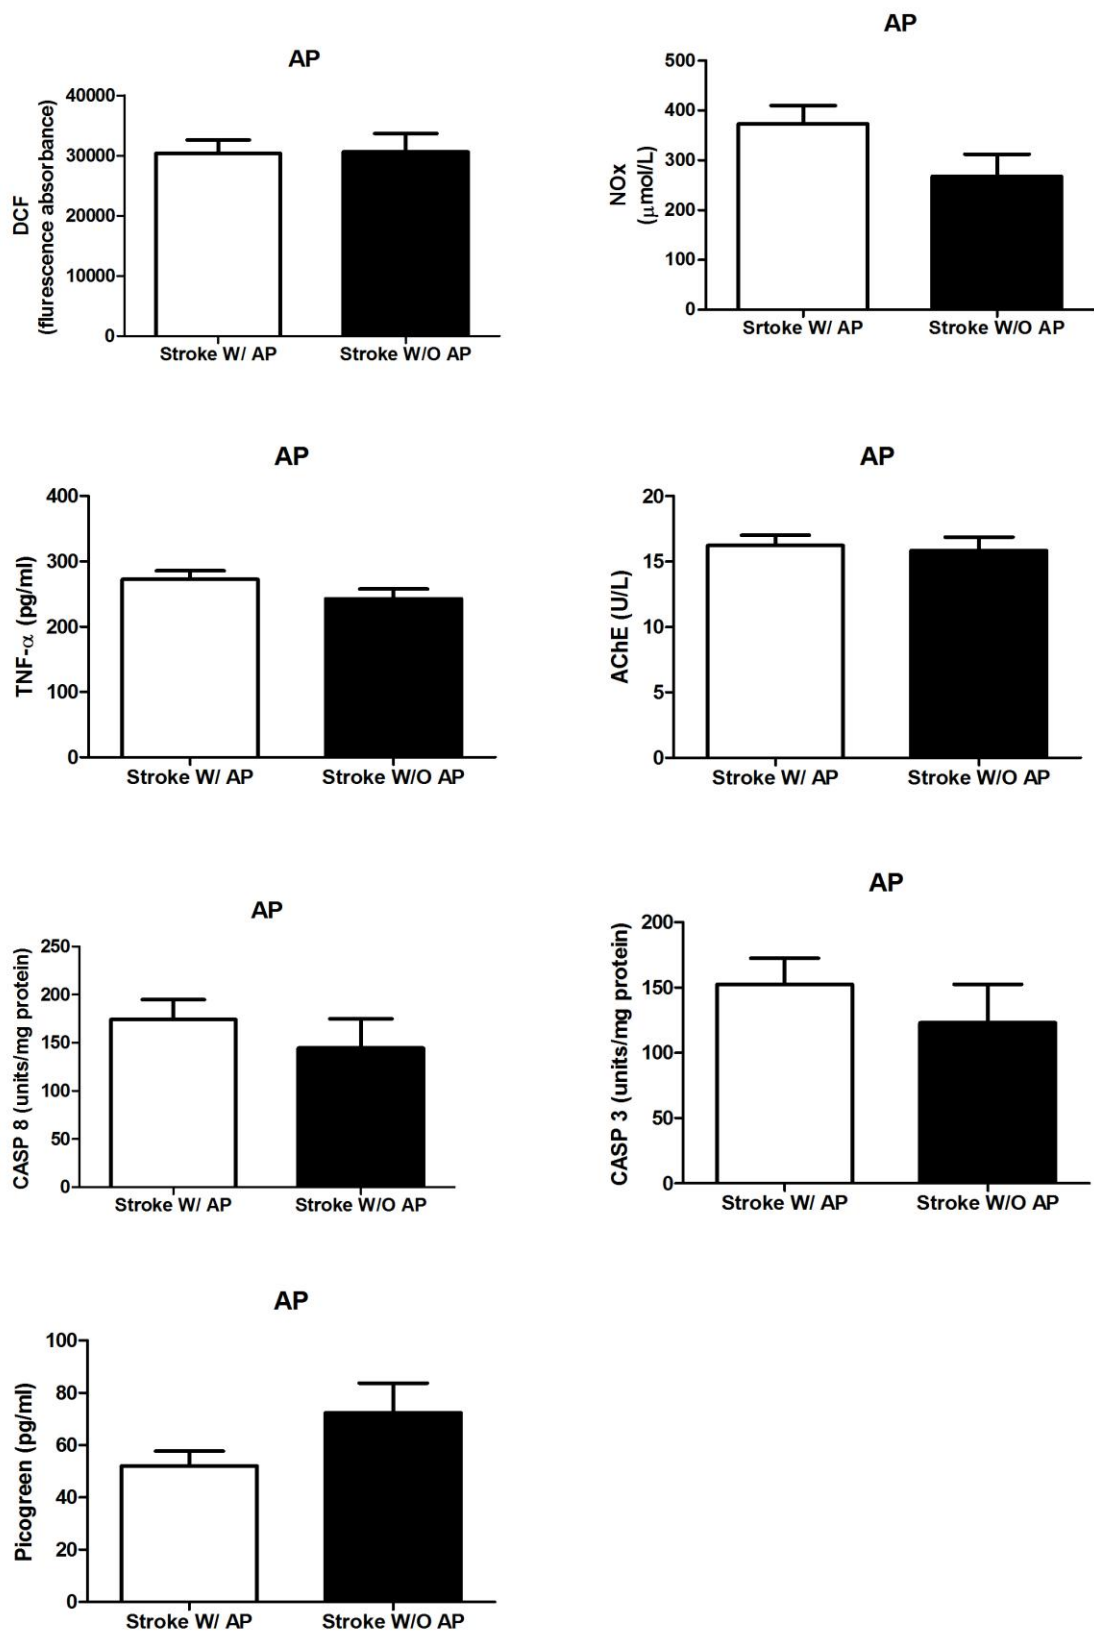 AP
40000
30000
20000
10000
0
DCF
(flurescence absorbance)
Stroke W/ AP
Stroke W/O AP
AP
500
400
300
200
100
0
NOx
(μmol/L)
Srtoke W/ AP
Stroke W/O AP
AP
400
300
200
100
0
TNF-α (pg/ml)
Stroke W/ AP
Stroke W/O AP
AP
20
15
10
5
0
AChE (U/L)
Stroke W/ AP
Stroke W/O AP
AP
250
200
150
100
50
0
CASP 8 (units/mg protein)
Stroke W/ AP
Stroke W/O AP
AP
200
150
100
50
0
CASP 3 (units/mg protein)
Stroke W/ AP
Stroke W/O AP
AP
100
80
60
40
20
0
Picogreen (pg/ml)
Stroke W/ AP
Stroke W/O AP